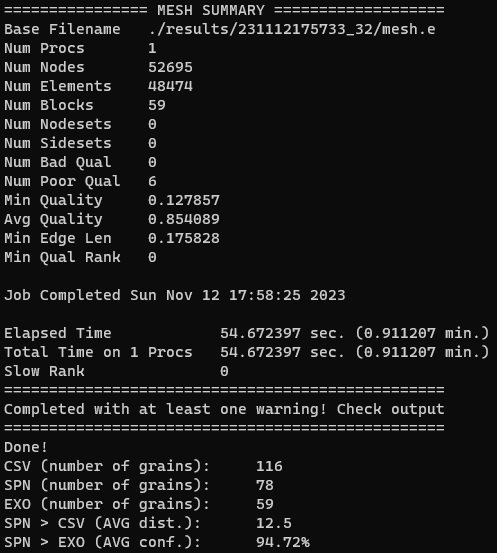 ================ MESH SUMMARY ===================
Base Filename   ./results/231112175733_32/mesh.e
Num Procs       1
Num Nodes       52695
Num Elements    48474
Num Blocks      59
Num Nodesets    0
Num Sidesets    0
Num Bad Qual    0
Num Poor Qual   6
Min Quality     0.127857
Avg Quality     0.854089
Min Edge Len    0.175828
Min Qual Rank   0
Job Completed Sun Nov 12 17:58:25 2023
Elapsed Time            54.672397 sec. (0.911207 min.)
Total Time on 1 Procs   54.672397 sec. (0.911207 min.)
Slow Rank               0
=================================================
Completed with at least one warning! Check output
=================================================
Done!
CSV (number of grains):     116
SPN (number of grains):     78
EXO (number of grains):     59
SPN > CSV (AVG dist.):      12.5
SPN > EXO (AVG conf.):      94.72%